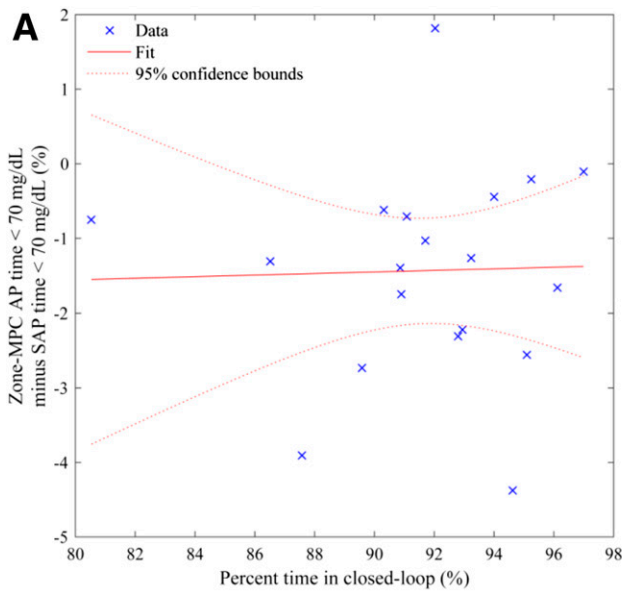 A
Data
Fit
95% confidence bounds
2
1
0
-1
-2
-3
-4
-5
Zone-MPC AP time < 70 mg/dL
minus SAP time < 70 mg/dL (%)
80 82 84 86 88 90 92 94 96 98
Percent time in closed-loop (%)